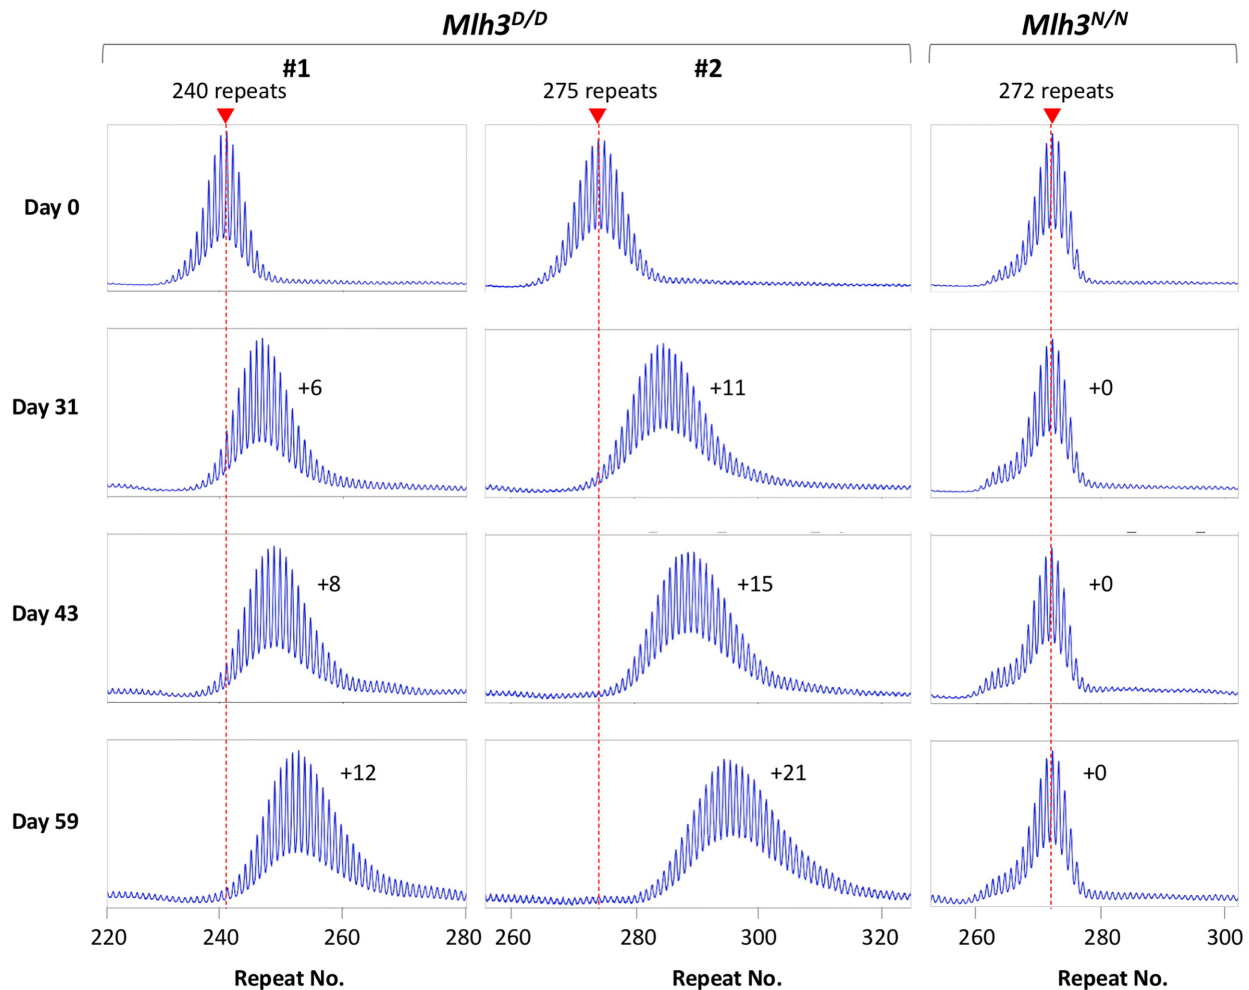 Mlh3D/D
Mlh3N/N
#1
#2
240 repeats
275 repeats
272 repeats
Day 0
Day 31
+6
+11
+0
Day 43
+8
+15
+0
Day 59
+12
+21
+0
220 240 260 280 260 280 300 320 260 280 300
Repeat No. Repeat No. Repeat No.